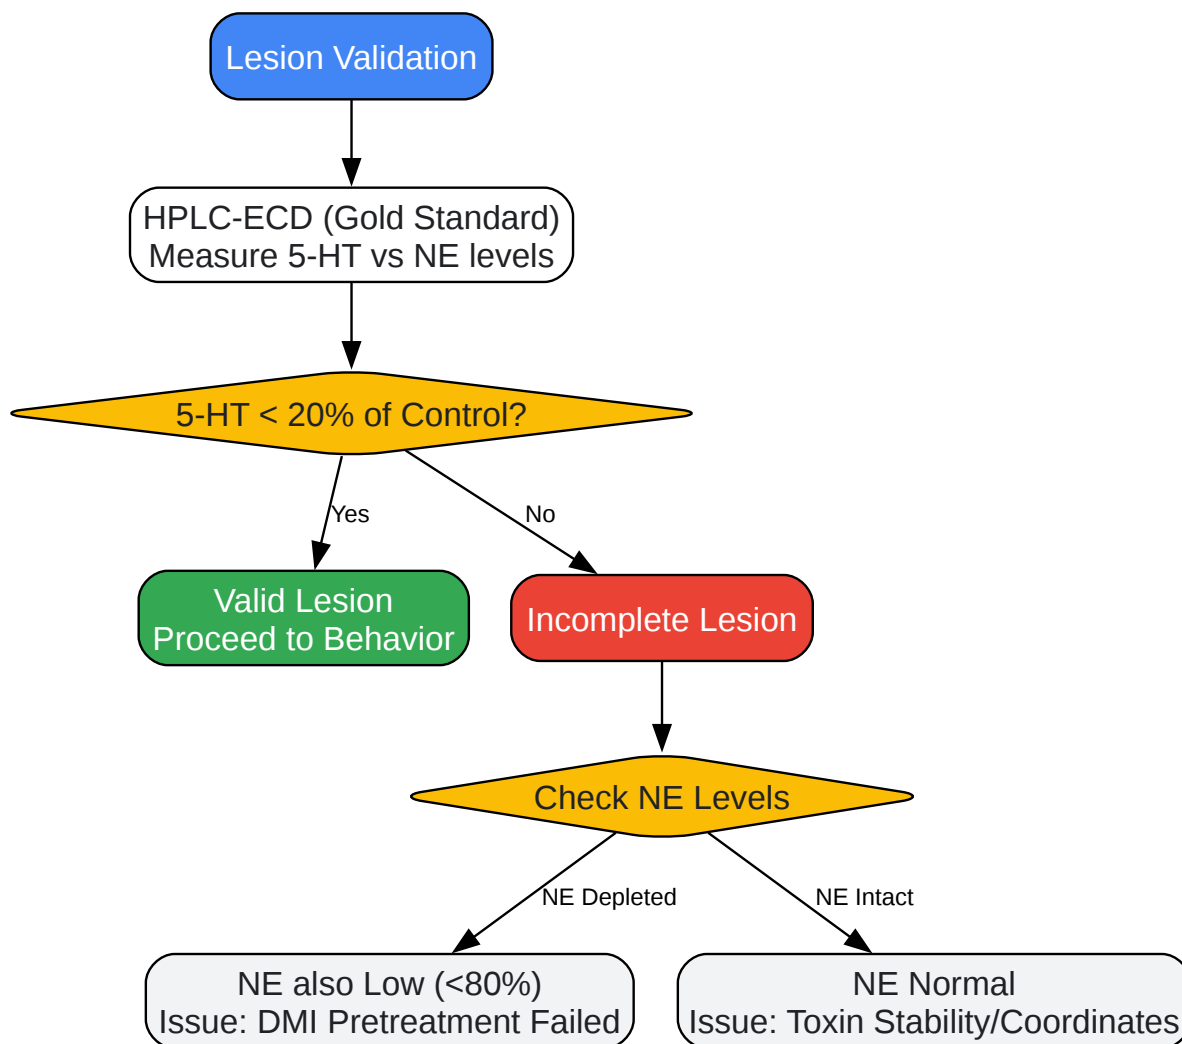 Lesion Validation
HPLC-ECD (Gold Standard)
Measure 5-HT vs NE levels
5-HT < 20% of Control?
Yes
No
Valid Lesion
Proceed to Behavior
Incomplete Lesion
Check NE Levels
NE Depleted
NE Intact
NE also Low (<80%)
Issue: DMI Pretreatment Failed
NE Normal
Issue: Toxin Stability/Coordinates